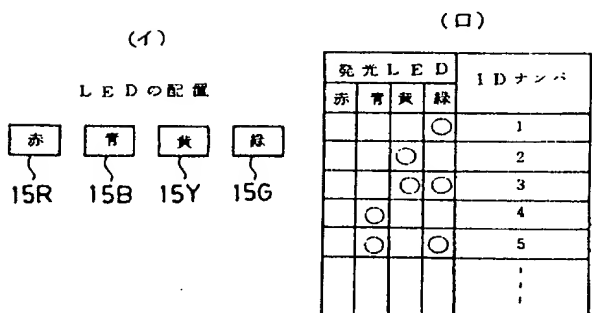 (イ)
LEDの配置
赤 青 黄 緑
15R 15B 15Y 15G
(ロ)
発光LED IDナンバ
赤 青 黄 緑
○ 1
○ 2
○ ○ 3
○ 4
○ ○ 5